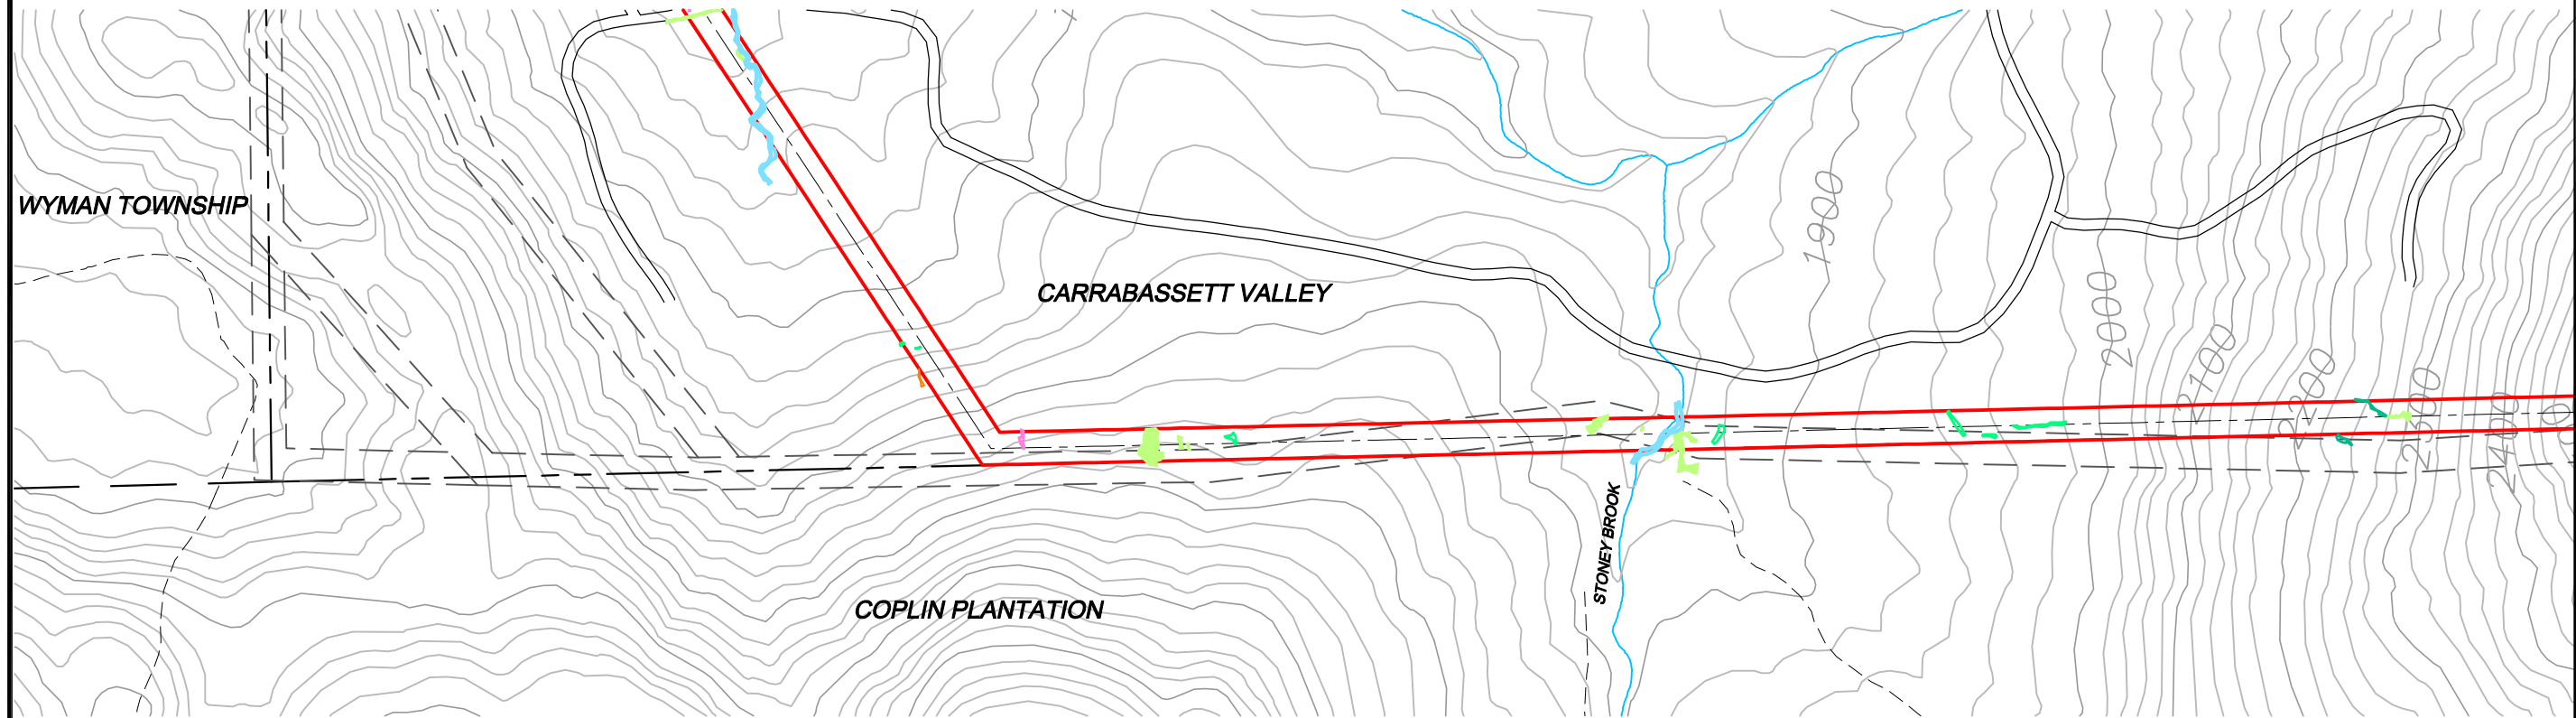 WYMAN TOWNSHIP
CARRABASSETT VALLEY
1900
2000
2100
2200
2300
2400
STONEY BROOK
COPLIN PLANTATION